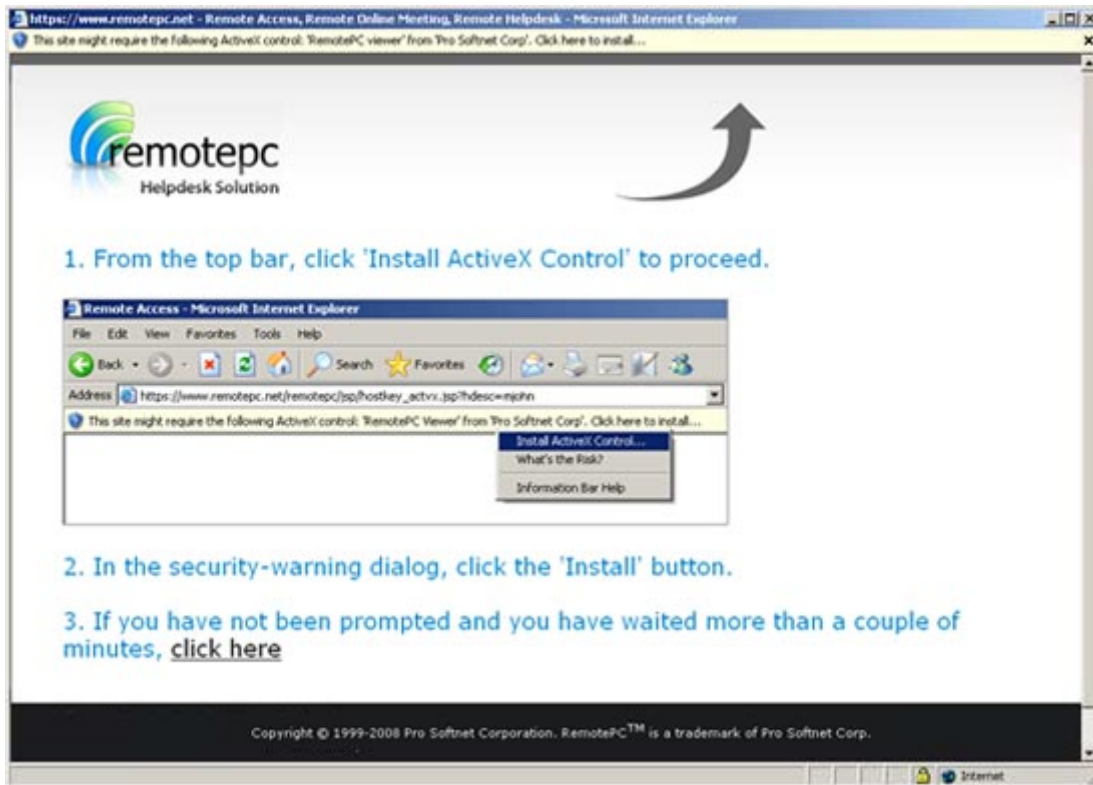 https://www.remotepc.net - Remote Access, Remote Online Meeting, Remote Helpdesk - Microsoft Internet Explorer
This site might require the following ActiveX control: 'RemotePC viewer' from 'Pro Softnet Corp'. Click here to install...
remotepc
Helpdesk Solution
1. From the top bar, click 'Install ActiveX Control' to proceed.
Remote Access - Microsoft Internet Explorer
File Edit View Favorites Tools Help
Back Search Favorites
Address https://www.remotepc.net/remotepc/jsp/hostkey_actvx.jsp?hdesc=mjohn
This site might require the following ActiveX control: 'RemotePC Viewer' from 'Pro Softnet Corp'. Click here to install...
Install ActiveX Control...
What's the Risk?
Information Bar Help
2. In the security-warning dialog, click the 'Install' button.
3. If you have not been prompted and you have waited more than a couple of
minutes, click here
Copyright © 1999-2008 Pro Softnet Corporation. RemotePC™ is a trademark of Pro Softnet Corp.
Internet